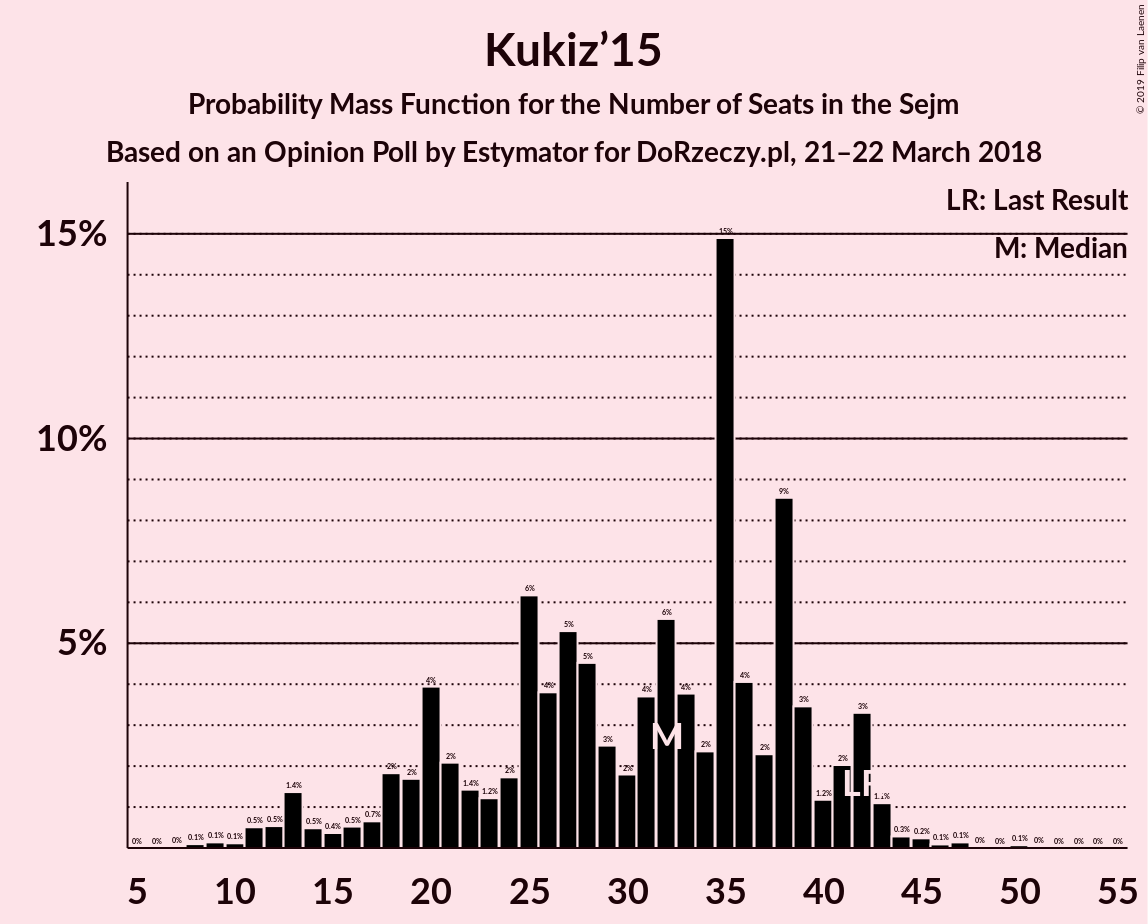 Kukiz’15
Probability Mass Function for the Number of Seats in the Sejm
Based on an Opinion Poll by Estymator for DoRzeczy.pl, 21–22 March 2018
© 2019 Filip van Laenen
LR: Last Result
M: Median
15%
10%
5%
0% 0% 0% 0.1% 0.1% 0.1% 0.5% 0.5% 1.4% 0.5% 0.4% 0.5% 0.7% 2% 2% 4% 2% 1.4% 1.2% 2% 6% 4% 5% 5% 3% 2% 4% 6% 4% 2% 15% 4% 2% 9% 3% 1.2% 2% 3% 1.1% 0.3% 0.2% 0.1% 0.1% 0% 0% 0.1% 0% 0% 0% 0% 0%
M
LR
5 10 15 20 25 30 35 40 45 50 55